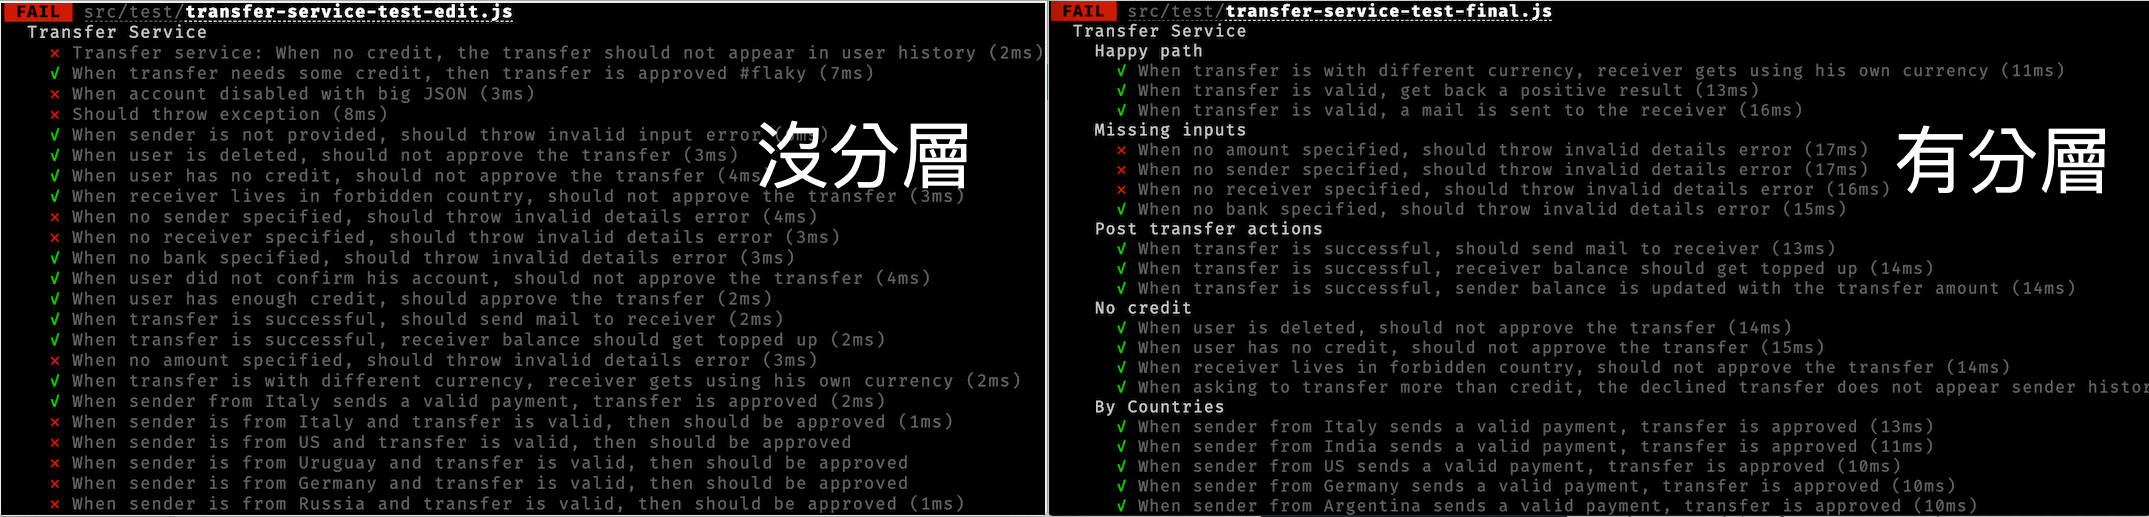 FAIL src/test/transfer-service-test-edit.js
Transfer Service
× Transfer service: When no credit, the transfer should not appear in user history (2ms)
√ When transfer needs some credit, then transfer is approved #flaky (7ms)
× When account disabled with big JSON (3ms)
× Should throw exception (8ms)
√ When sender is not provided, should throw invalid input error
√ When user is deleted, should not approve the transfer (3ms)
√ When user has no credit, should not approve the transfer (4ms
√ When receiver lives in forbidden country, should not approve the transfer (3ms)
× When no sender specified, should throw invalid details error (4ms)
× When no receiver specified, should throw invalid details error (3ms)
√ When no bank specified, should throw invalid details error (3ms)
√ When user did not confirm his account, should not approve the transfer (4ms)
√ When user has enough credit, should approve the transfer (2ms)
√ When transfer is successful, should send mail to receiver (2ms)
√ When transfer is successful, receiver balance should get topped up (2ms)
× When no amount specified, should throw invalid details error (3ms)
√ When transfer is with different currency, receiver gets using his own currency (2ms)
√ When sender from Italy sends a valid payment, transfer is approved (2ms)
× When sender is from Italy and transfer is valid, then should be approved (1ms)
× When sender is from US and transfer is valid, then should be approved
× When sender is from Uruguay and transfer is valid, then should be approved
× When sender is from Germany and transfer is valid, then should be approved
× When sender is from Russia and transfer is valid, then should be approved (1ms)
沒分層
FAIL src/test/transfer-service-test-final.js
Transfer Service
Happy path
√ When transfer is with different currency, receiver gets using his own currency (11ms)
√ When transfer is valid, get back a positive result (13ms)
√ When transfer is valid, a mail is sent to the receiver (16ms)
Missing inputs
× When no amount specified, should throw invalid details error (17ms)
× When no sender specified, should throw invalid details error (17ms)
× When no receiver specified, should throw invalid details error (16ms)
√ When no bank specified, should throw invalid details error (15ms)
Post transfer actions
√ When transfer is successful, should send mail to receiver (13ms)
√ When transfer is successful, receiver balance should get topped up (14ms)
√ When transfer is successful, sender balance is updated with the transfer amount (14ms)
No credit
√ When user is deleted, should not approve the transfer (14ms)
√ When user has no credit, should not approve the transfer (15ms)
√ When receiver lives in forbidden country, should not approve the transfer (14ms)
√ When asking to transfer more than credit, the declined transfer does not appear sender histor
By Countries
√ When sender from Italy sends a valid payment, transfer is approved (13ms)
√ When sender from India sends a valid payment, transfer is approved (11ms)
√ When sender from US sends a valid payment, transfer is approved (10ms)
√ When sender from Germany sends a valid payment, transfer is approved (10ms)
√ When sender from Argentina sends a valid payment, transfer is approved (10ms)
有分層